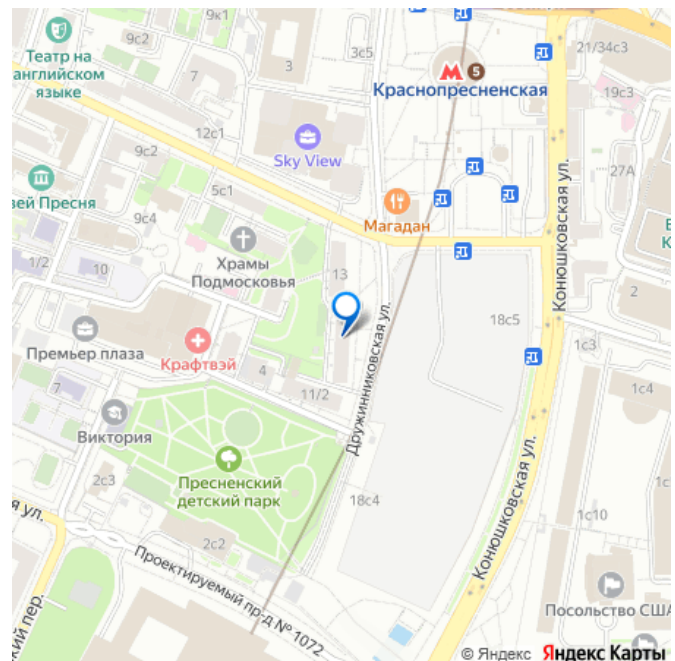 9к1
Театр на
английском
языке
9с2
7
3
3с5
5
Краснопресненская
21/34с3
19с3
12с1
9с2
Sky View
27А
5с1
Магадан
9с4
Храмы
Подмосковья
Конюшковская ул.
1/2
10
13
2
18с5
Премьер плаза
Крафтвэй
Дружинниковская ул.
1с3
1с4
7
4
11/2
Виктория
Пресненский
детский парк
2с3
18с4
Конюшковская ул.
2с2
1с10
Проектируемый пр-д № 1072
Посольство США
© Яндекс Яндекс Карты